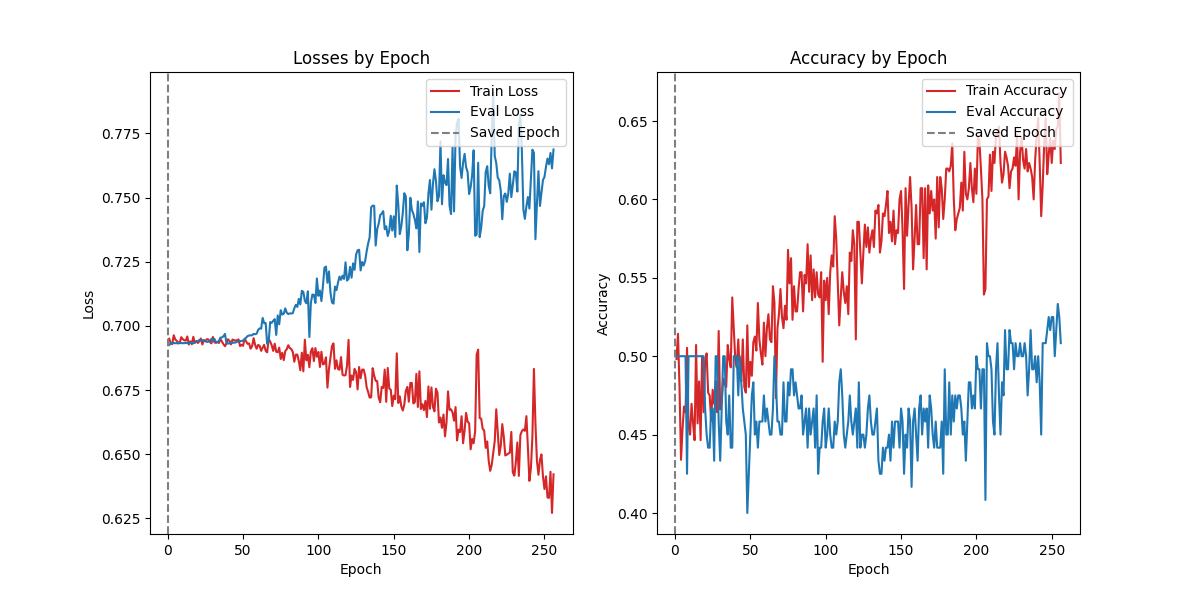 Losses by Epoch
Train Loss
Eval Loss
Saved Epoch
0.775
0.750
0.725
0.700
0.675
0.650
0.625
Loss
0
50
100
150
200
250
Epoch
Accuracy by Epoch
Train Accuracy
Eval Accuracy
Saved Epoch
0.65
0.60
0.55
0.50
0.45
0.40
Accuracy
0
50
100
150
200
250
Epoch